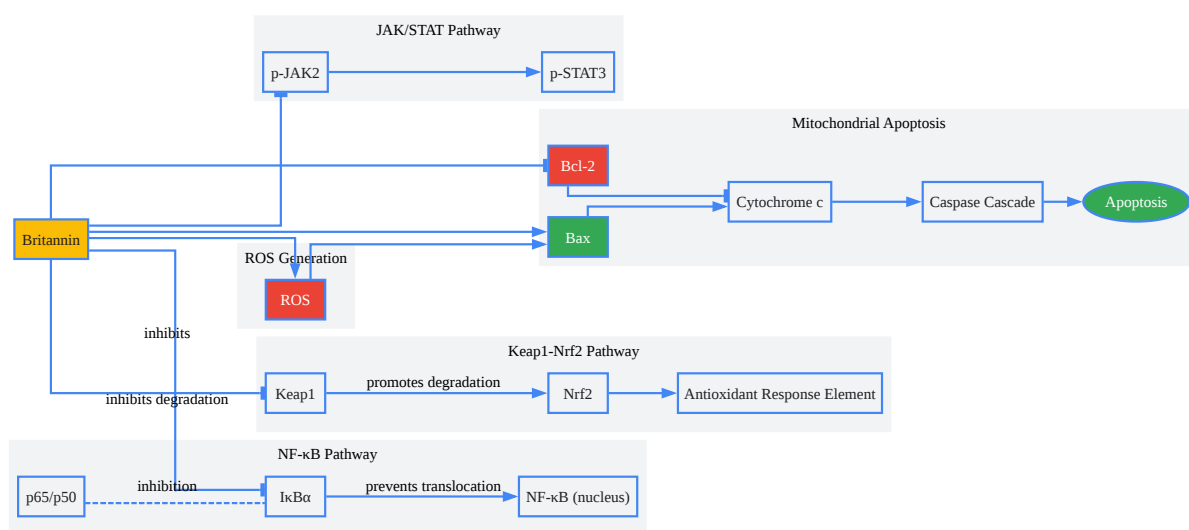 JAK/STAT Pathway
p-JAK2
p-STAT3
Mitochondrial Apoptosis
Bcl-2
Cytochrome c
Caspase Cascade
Apoptosis
Bax
Britannin
ROS Generation
ROS
inhibits
Keap1-Nrf2 Pathway
Keap1
promotes degradation
Nrf2
Antioxidant Response Element
inhibits degradation
NF-κB Pathway
p65/p50
inhibition
IκBα
prevents translocation
NF-κB (nucleus)